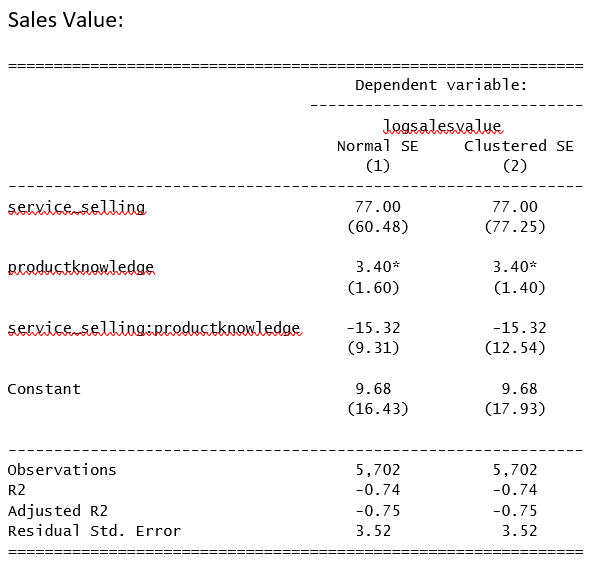 Sales Value:
===============================================================
Dependent variable:
------------------------------
logsalesvalue
Normal SE Clustered SE
(1) (2)
---------------------------------------------------------------
service_selling 77.00 77.00
(60.48) (77.25)
productknowledge 3.40* 3.40*
(1.60) (1.40)
service_selling:productknowledge -15.32 -15.32
(9.31) (12.54)
Constant 9.68 9.68
(16.43) (17.93)
---------------------------------------------------------------
Observations 5,702 5,702
R2 -0.74 -0.74
Adjusted R2 -0.75 -0.75
Residual Std. Error 3.52 3.52
===============================================================